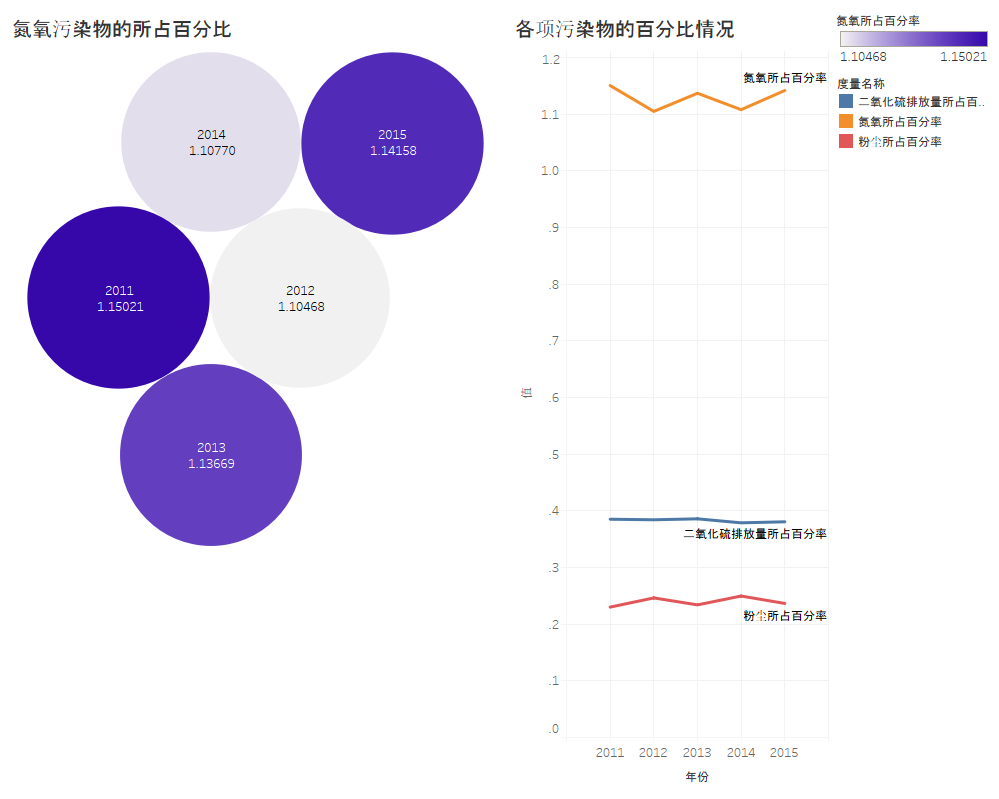 氮氧污染物的所占百分比
2014
1.10770
2015
1.14158
2011
1.15021
2012
1.10468
2013
1.13669
各项污染物的百分比情况
1.2
1.1
1.0
.9
.8
.7
.6
.5
.4
.3
.2
.1
.0
值
氮氧所占百分率
二氧化硫排放量所占百分率
粉尘所占百分率
2011 2012 2013 2014 2015
年份
氮氧所占百分率
1.10468 1.15021
度量名称
二氧化硫排放量所占百..
氮氧所占百分率
粉尘所占百分率